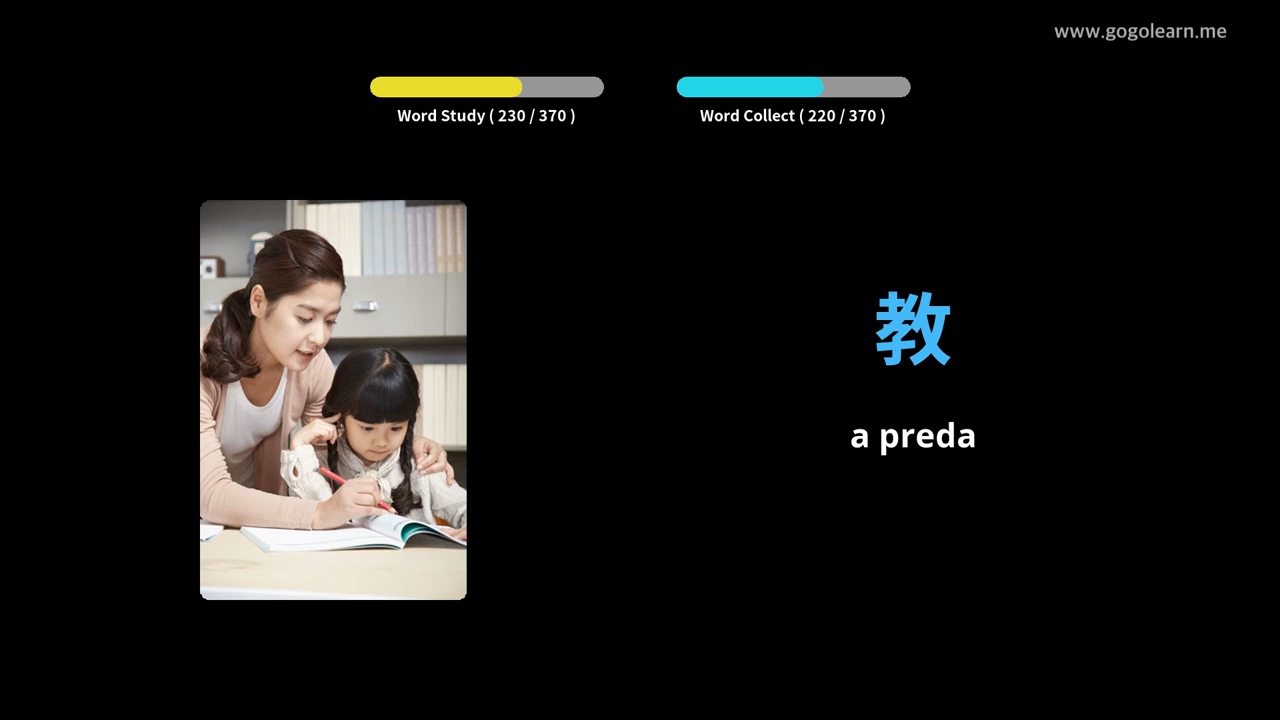 www.gogolearn.me
Word Study ( 230 / 370 )
Word Collect ( 220 / 370 )
教
a preda